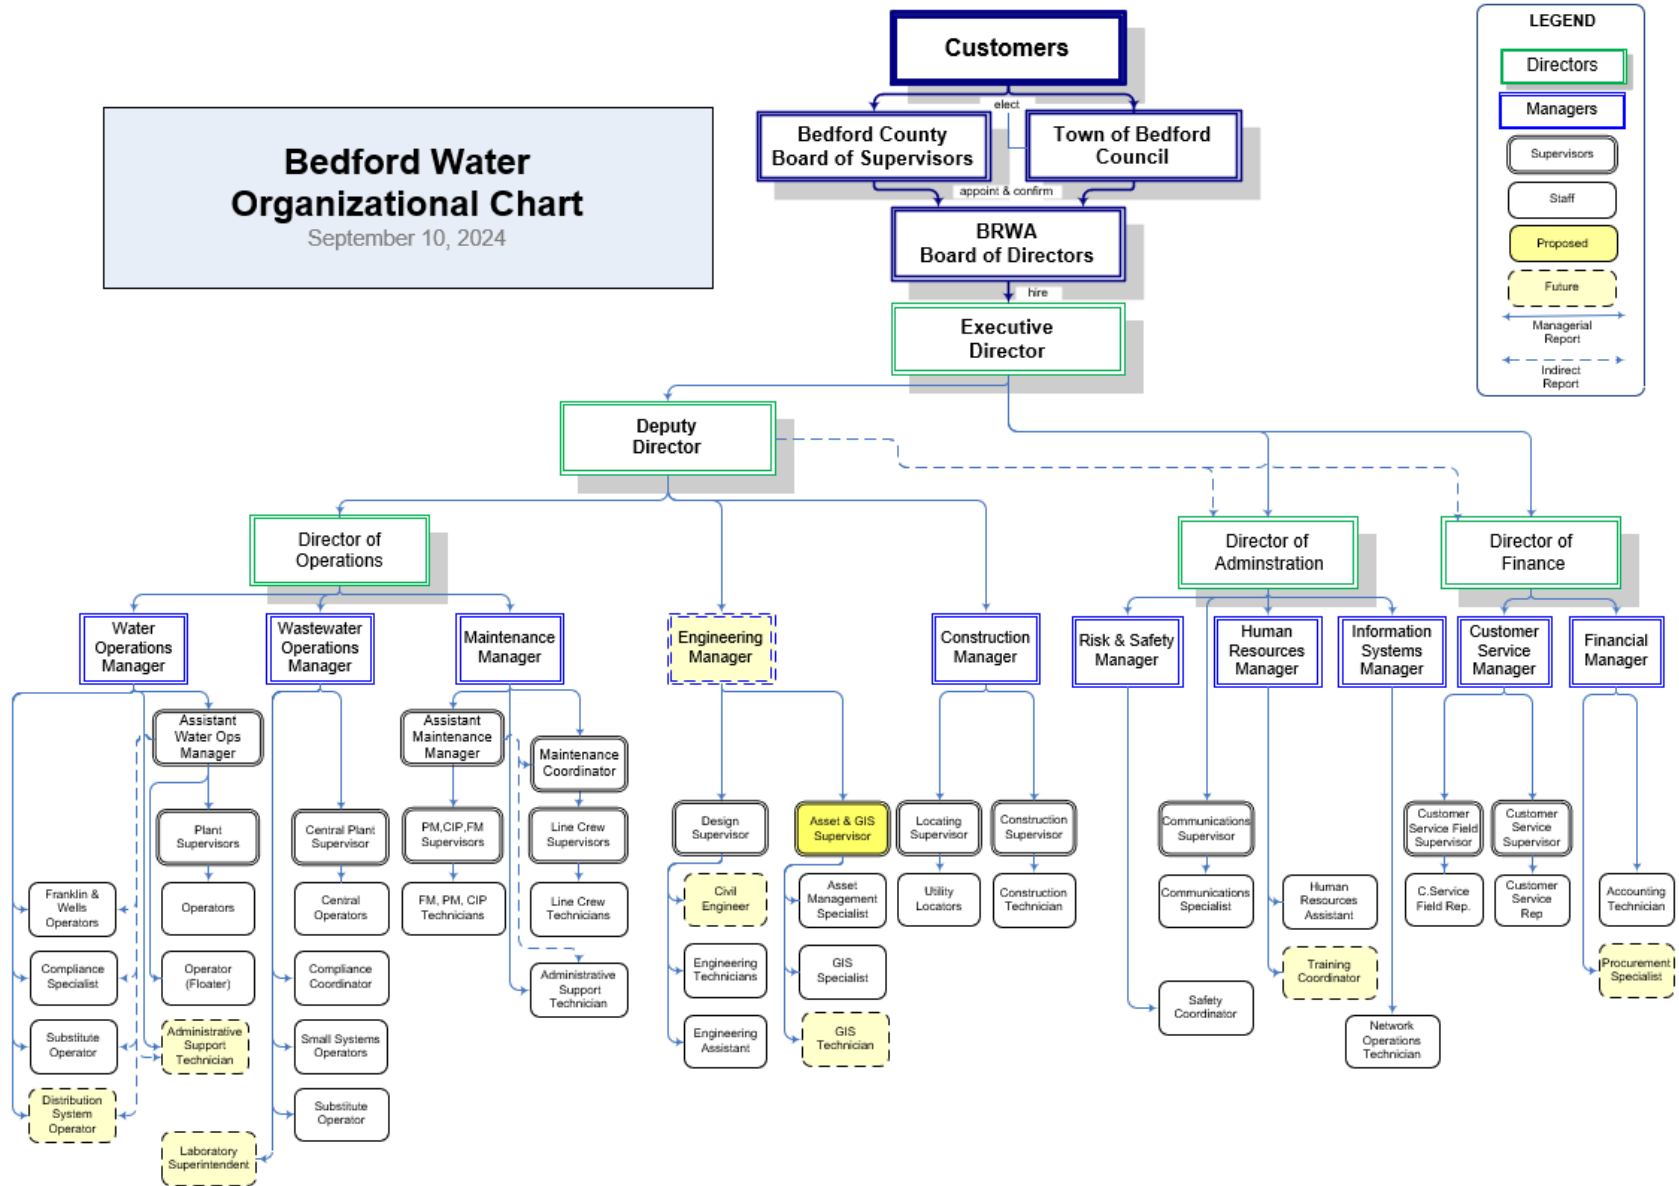 Customers
LEGEND
Directors
Managers
Supervisors
Staff
Proposed
Future
Managerial
Report
Indirect
Report
elect
Bedford County
Board of Supervisors
Town of Bedford
Council
Bedford Water
Organizational Chart
September 10, 2024
appoint & confirm
BRWA
Board of Directors
hire
Executive
Director
Deputy
Director
Director of
Operations
Director of
Adminstration
Director of
Finance
Water
Operations
Manager
Wastewater
Operations
Manager
Maintenance
Manager
Engineering
Manager
Construction
Manager
Risk & Safety
Manager
Human
Resources
Manager
Information
Systems
Manager
Customer
Service
Manager
Financial
Manager
Assistant
Water Ops
Manager
Assistant
Maintenance
Manager
Maintenance
Coordinator
Plant
Supervisors
Central Plant
Supervisor
PM,CIP,FM
Supervisors
Line Crew
Supervisors
Design
Supervisor
Asset & GIS
Supervisor
Locating
Supervisor
Construction
Supervisor
Communications
Supervisor
Customer
Service Field
Supervisor
Customer
Service
Supervisor
Franklin &
Wells
Operators
Operators
Central
Operators
FM, PM, CIP
Technicians
Line Crew
Technicians
Civil
Engineer
Asset
Management
Specialist
Utility
Locators
Construction
Technician
Communications
Specialist
Human
Resources
Assistant
C.Service
Field Rep.
Customer
Service
Rep
Accounting
Technician
Compliance
Specialist
Operator
(Floater)
Compliance
Coordinator
Administrative
Support
Technician
Engineering
Technicians
GIS
Specialist
Safety
Coordinator
Training
Coordinator
Procurement
Specialist
Substitute
Operator
Administrative
Support
Technician
Small Systems
Operators
Engineering
Assistant
GIS
Technician
Network
Operations
Technician
Distribution
System
Operator
Substitute
Operator
Laboratory
Superintendent